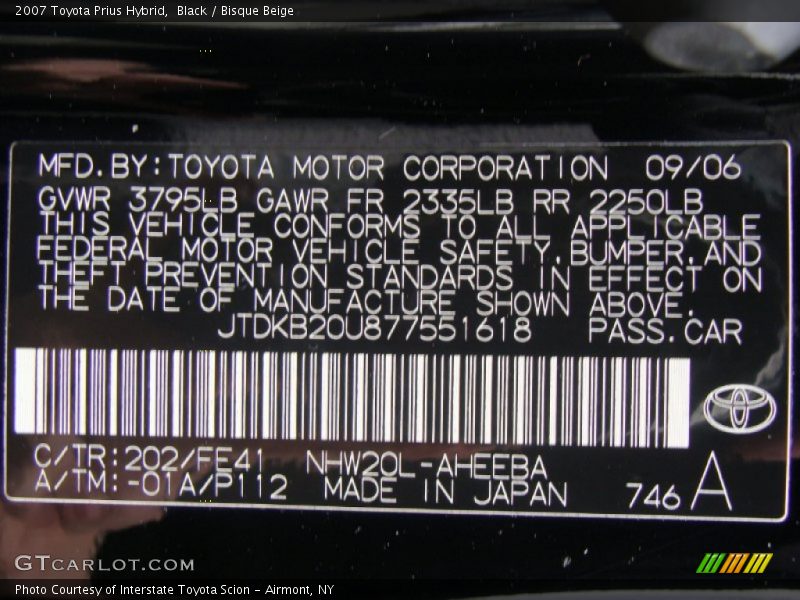 2007 Toyota Prius Hybrid, Black / Bisque Beige
MFD.BY:TOYOTA MOTOR CORPORATION 09/06
GVWR 3795LB GAWR FR 2335LB RR 2250LB
THIS VEHICLE CONFORMS TO ALL APPLICABLE
FEDERAL MOTOR VEHICLE SAFETY,BUMPER,AND
THEFT PREVENTION STANDARDS IN EFFECT ON
THE DATE OF MANUFACTURE SHOWN ABOVE.
JTDKB20U877551618 PASS.CAR
C/TR:202/FE41 NHW20L-AHEEBA
A/TM:-01A/P112 MADE IN JAPAN 746 A
GTCARLOT.COM
Photo Courtesy of Interstate Toyota Scion - Airmont, NY